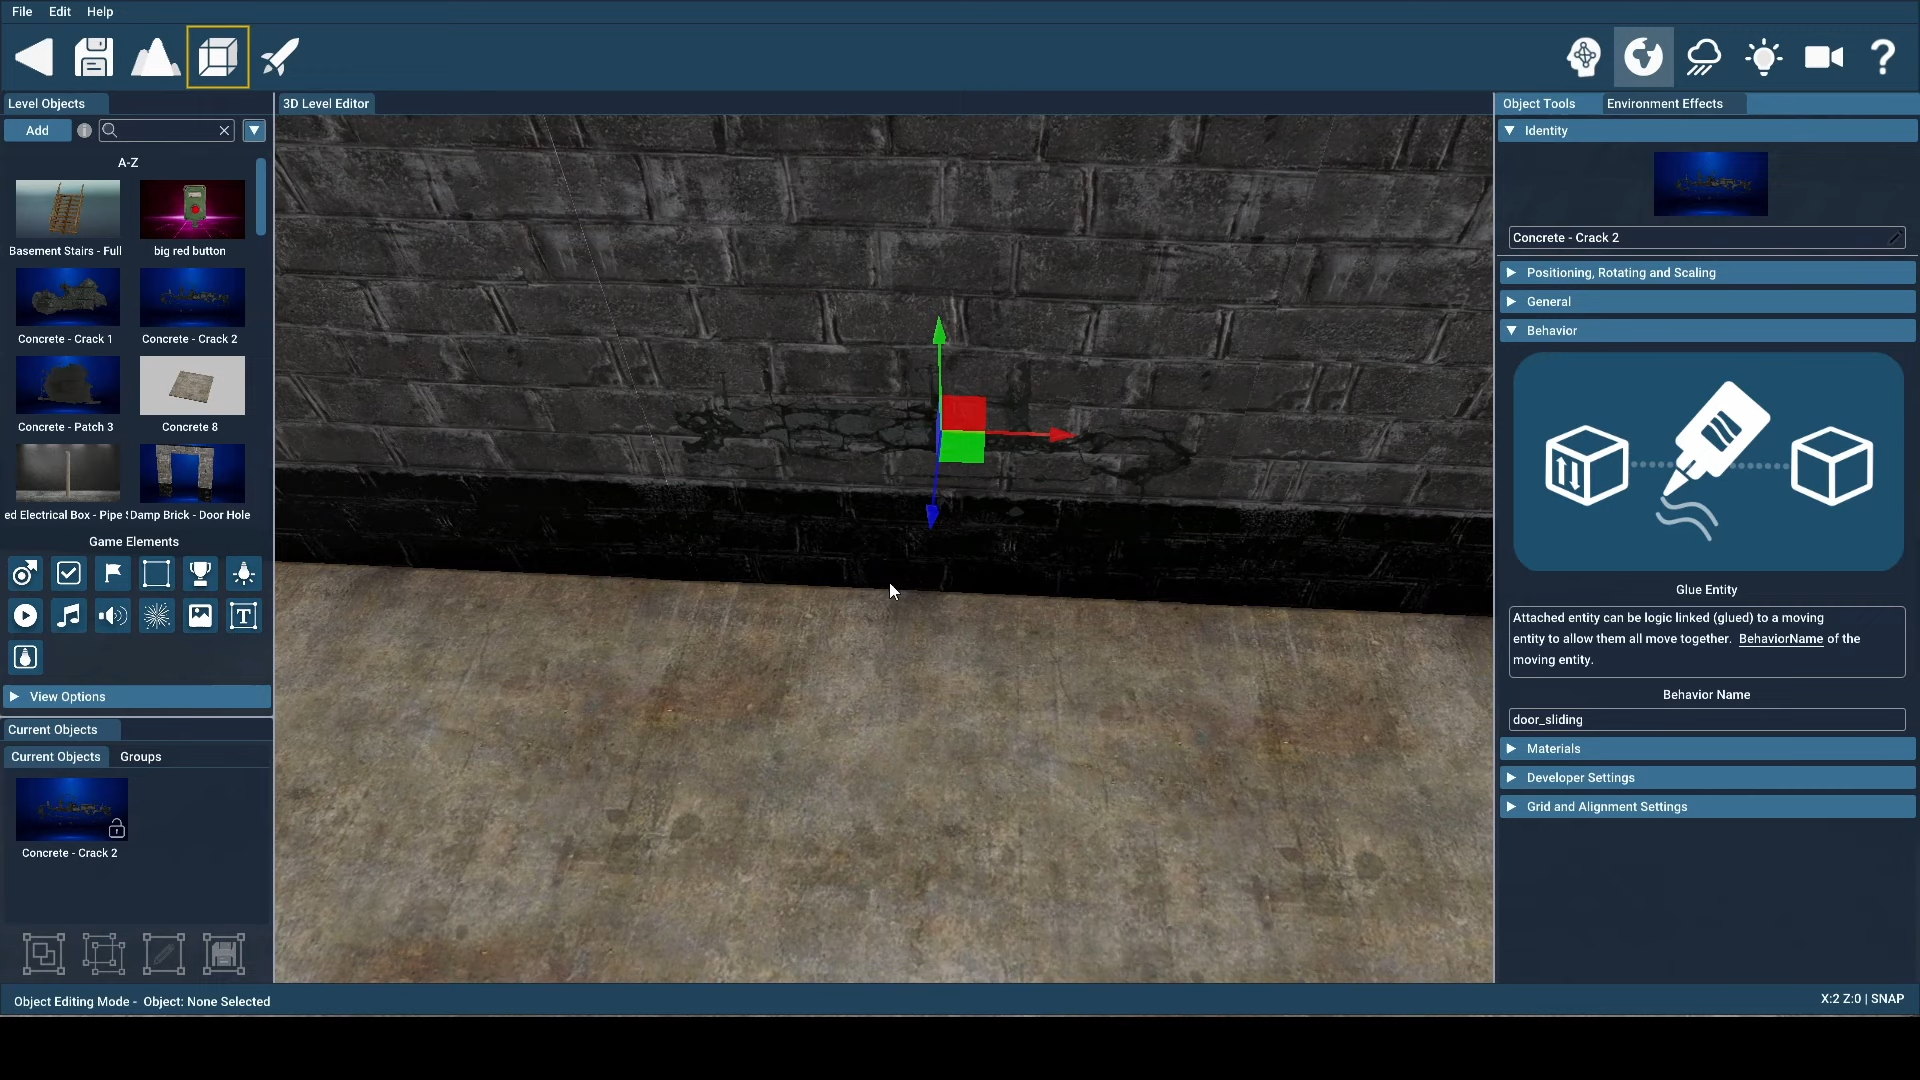 File Edit Help
Level Objects
3D Level Editor
Object Tools Environment Effects
Add
Identity
A-Z
Basement Stairs - Full
big red button
Concrete - Crack 2
Concrete - Crack 1
Concrete - Crack 2
Positioning, Rotating and Scaling
General
Behavior
Concrete - Patch 3
Concrete 8
ed Electrical Box - Pipe
Damp Brick - Door Hole
Game Elements
Glue Entity
Attached entity can be logic linked (glued) to a moving
entity to allow them all move together. BehaviorName of the
moving entity.
View Options
Behavior Name
door_sliding
Current Objects
Current Objects Groups
Materials
Developer Settings
Grid and Alignment Settings
Concrete - Crack 2
Object Editing Mode - Object: None Selected
X:2 Z:0 | SNAP